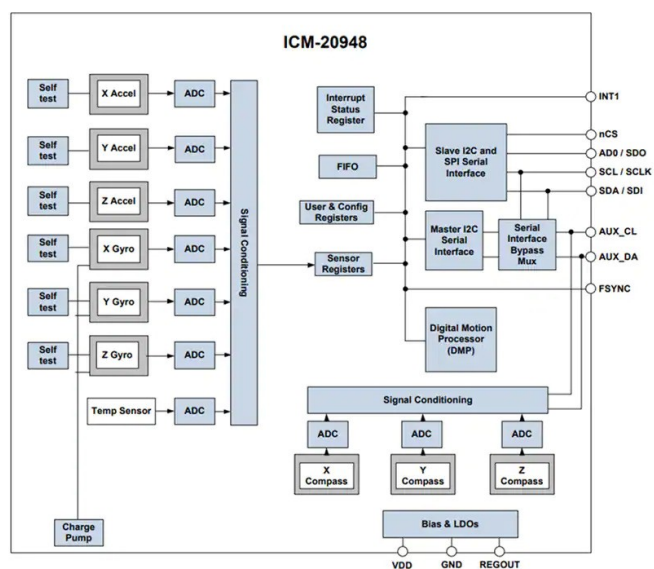 ICM-20948
Self
test
X Accel
ADC
Self
test
Y Accel
ADC
Self
test
Z Accel
ADC
Self
test
X Gyro
ADC
Self
test
Y Gyro
ADC
Self
test
Z Gyro
ADC
Temp Sensor
ADC
Charge
Pump
Signal Conditioning
Interrupt
Status
Register
FIFO
User & Config
Registers
Sensor
Registers
Slave I2C and
SPI Serial
Interface
Master I2C
Serial
Interface
Serial
Interface
Bypass
Mux
Digital Motion
Processor
(DMP)
INT1
nCS
AD0 / SDO
SCL / SCLK
SDA / SDI
AUX_CL
AUX_DA
FSYNC
Signal Conditioning
ADC
ADC
ADC
X
Compass
Y
Compass
Z
Compass
Bias & LDOs
VDD
GND
REGOUT